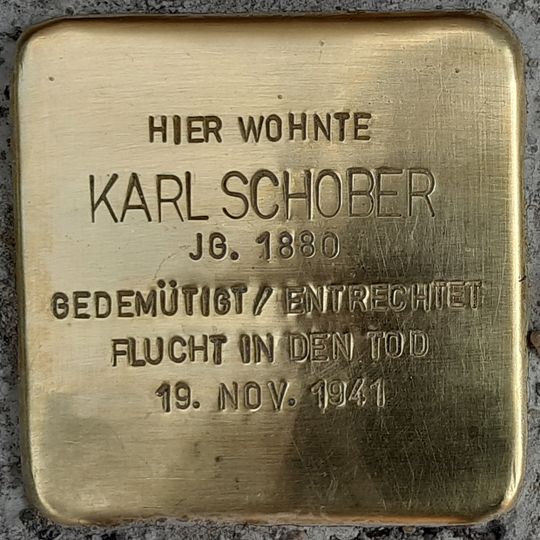 HIER WOHNTE
KARL SCHOBER
JG. 1880
GEDEMÜTIGT/ ENTRECHTET
FLUCHT IN DEN TOD
19. NOV. 1941